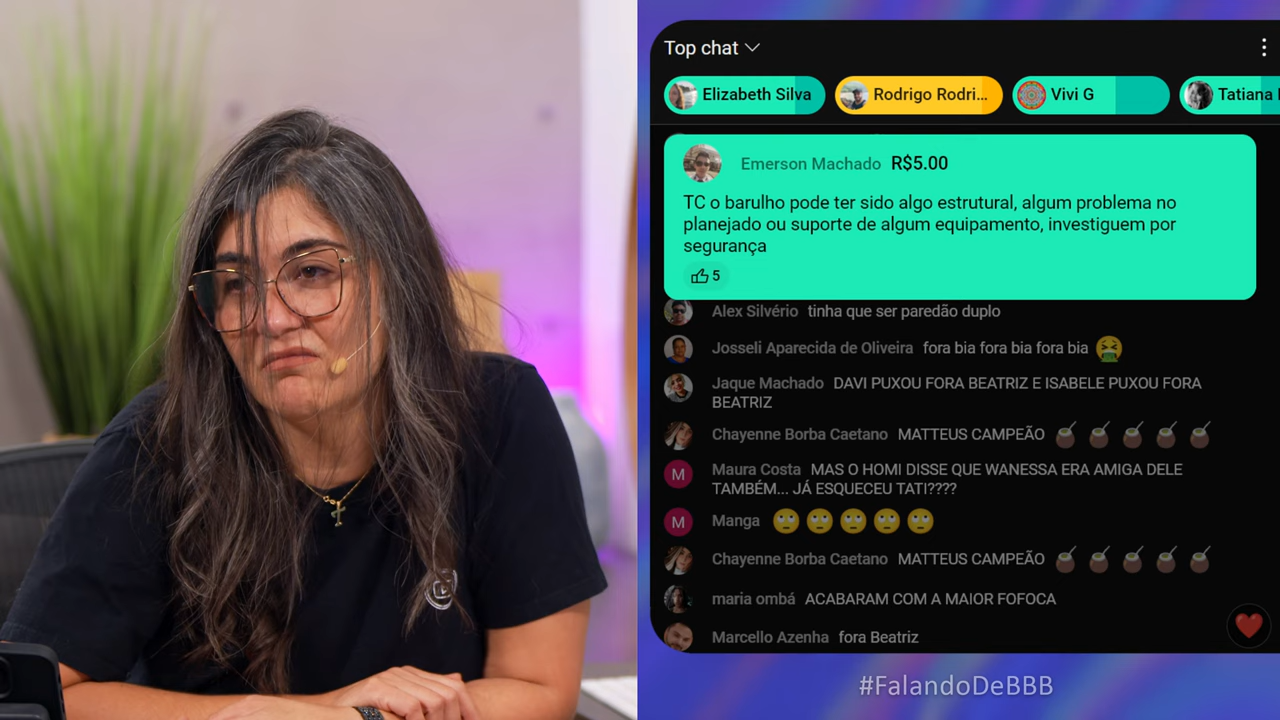 Top chat
Elizabeth Silva
Rodrigo Rodri...
Vivi G
Tatiana
Emerson Machado R$5.00
TC o barulho pode ter sido algo estrutural, algum problema no
planejado ou suporte de algum equipamento, investiguem por
segurança
5
Alex Silvério tinha que ser paredão duplo
Josseli Aparecida de Oliveira fora bia fora bia fora bia 🤮
Jaque Machado DAVI PUXOU FORA BEATRIZ E ISABELE PUXOU FORA
BEATRIZ
Chayenne Borba Caetano MATTEUS CAMPEÃO 🧉 🧉 🧉 🧉 🧉
M Maura Costa MAS O HOMI DISSE QUE WANESSA ERA AMIGA DELE
TAMBÉM... JÁ ESQUECEU TATI????
M Manga 🙄 🙄 🙄 🙄 🙄
Chayenne Borba Caetano MATTEUS CAMPEÃO 🧉 🧉 🧉 🧉 🧉
maria ombá ACABARAM COM A MAIOR FOFOCA
Marcello Azenha fora Beatriz
#FalandoDeBBB